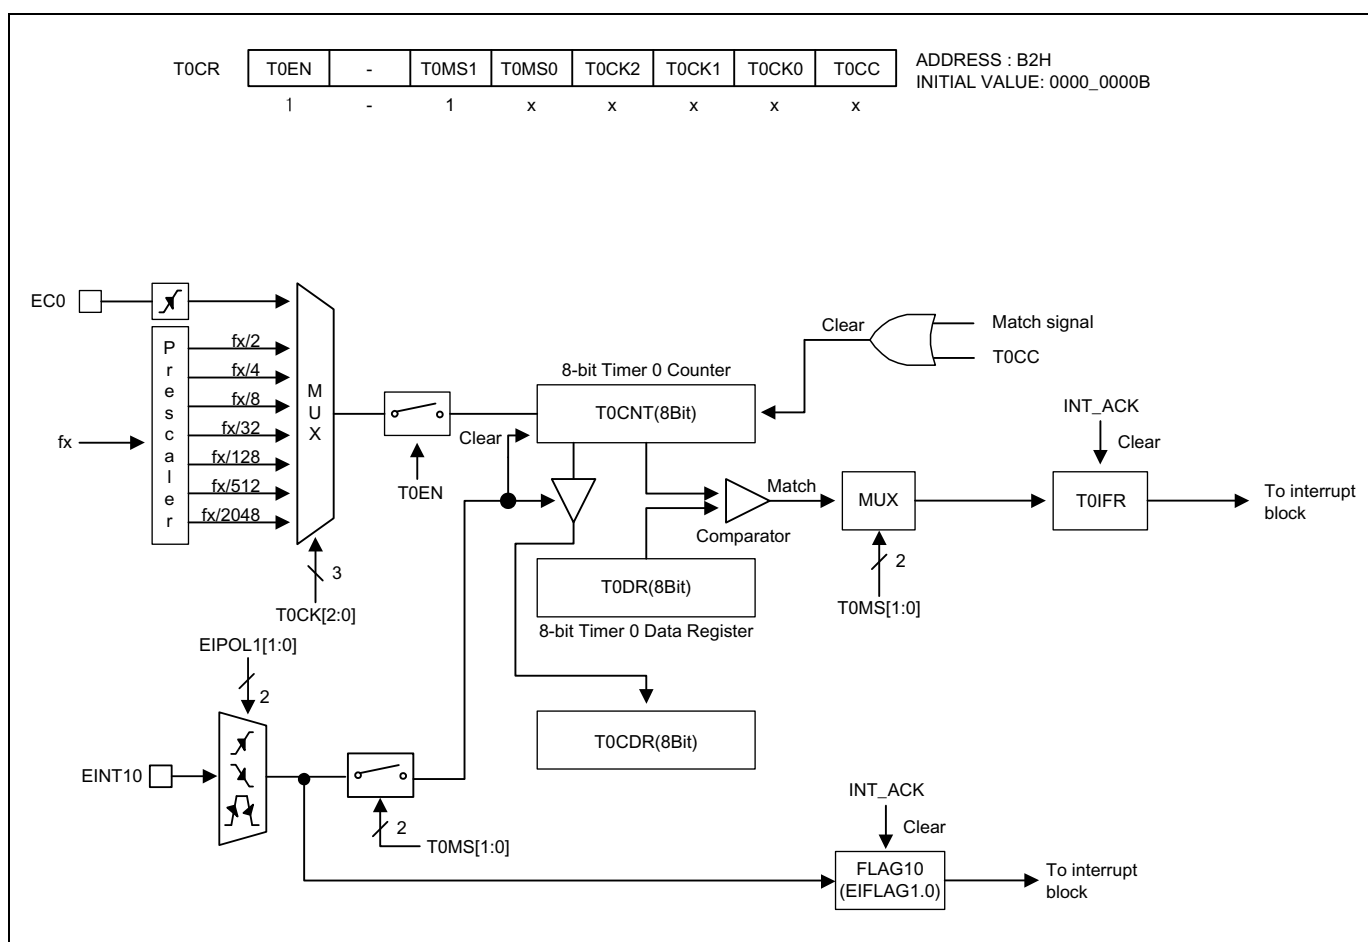 T0CR T0EN - T0MS1 T0MS0 T0CK2 T0CK1 T0CK0 T0CC
ADDRESS : B2H
INITIAL VALUE: 0000_0000B
1 - 1 x x x x x
EC0
Prescaler
fx/2
fx/4
fx/8
fx/32
fx/128
fx/512
fx/2048
fx
MUX
3
T0CK[2:0]
T0EN
Clear
8-bit Timer 0 Counter
T0CNT(8Bit)
Clear
Match signal
T0CC
Match
Comparator
T0DR(8Bit)
8-bit Timer 0 Data Register
MUX
2
T0MS[1:0]
INT_ACK
Clear
T0IFR
To interrupt
block
EIPOL1[1:0]
2
EINT10
2
T0MS[1:0]
T0CDR(8Bit)
INT_ACK
Clear
FLAG10
(EIFLAG1.0)
To interrupt
block